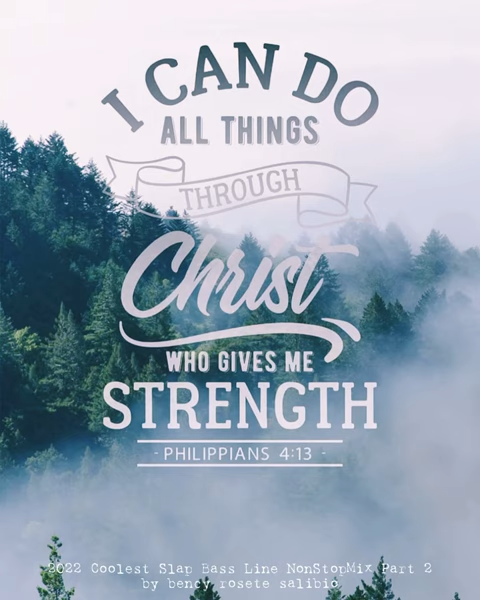 I CAN DO
ALL THINGS
THROUGH
Christ
WHO GIVES ME
STRENGTH
- PHILIPPIANS 4:13 -
2022 Coolest Slap Bass Line NonStopMix Part 2
by bency rosete salibio